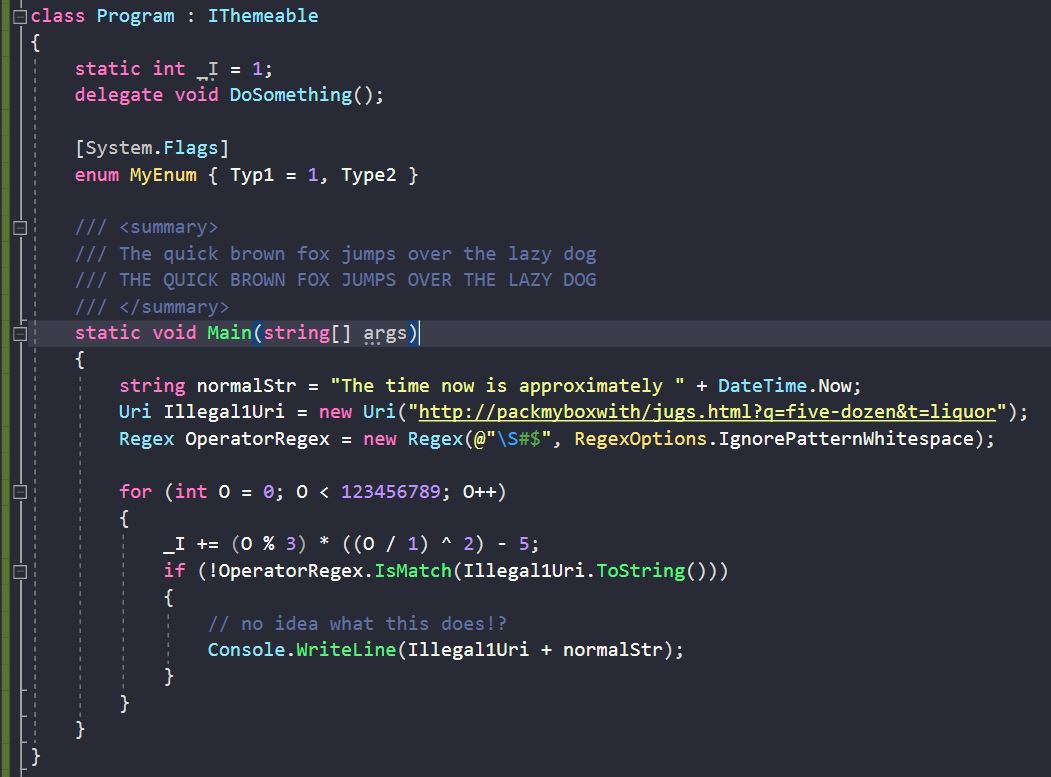 class Program : IThemeable
{
    static int _I = 1;
    delegate void DoSomething();

    [System.Flags]
    enum MyEnum { Typ1 = 1, Type2 }

    /// <summary>
    /// The quick brown fox jumps over the lazy dog
    /// THE QUICK BROWN FOX JUMPS OVER THE LAZY DOG
    /// </summary>
    static void Main(string[] args)
    {
        string normalStr = "The time now is approximately " + DateTime.Now;
        Uri Illegal1Uri = new Uri("http://packmyboxwith/jugs.html?q=five-dozen&t=liquor");
        Regex OperatorRegex = new Regex(@"\S#$", RegexOptions.IgnorePatternWhitespace);

        for (int O = 0; O < 123456789; O++)
        {
            _I += (O % 3) * ((O / 1) ^ 2) - 5;
            if (!OperatorRegex.IsMatch(Illegal1Uri.ToString()))
            {
                // no idea what this does!?
                Console.WriteLine(Illegal1Uri + normalStr);
            }
        }
    }
}